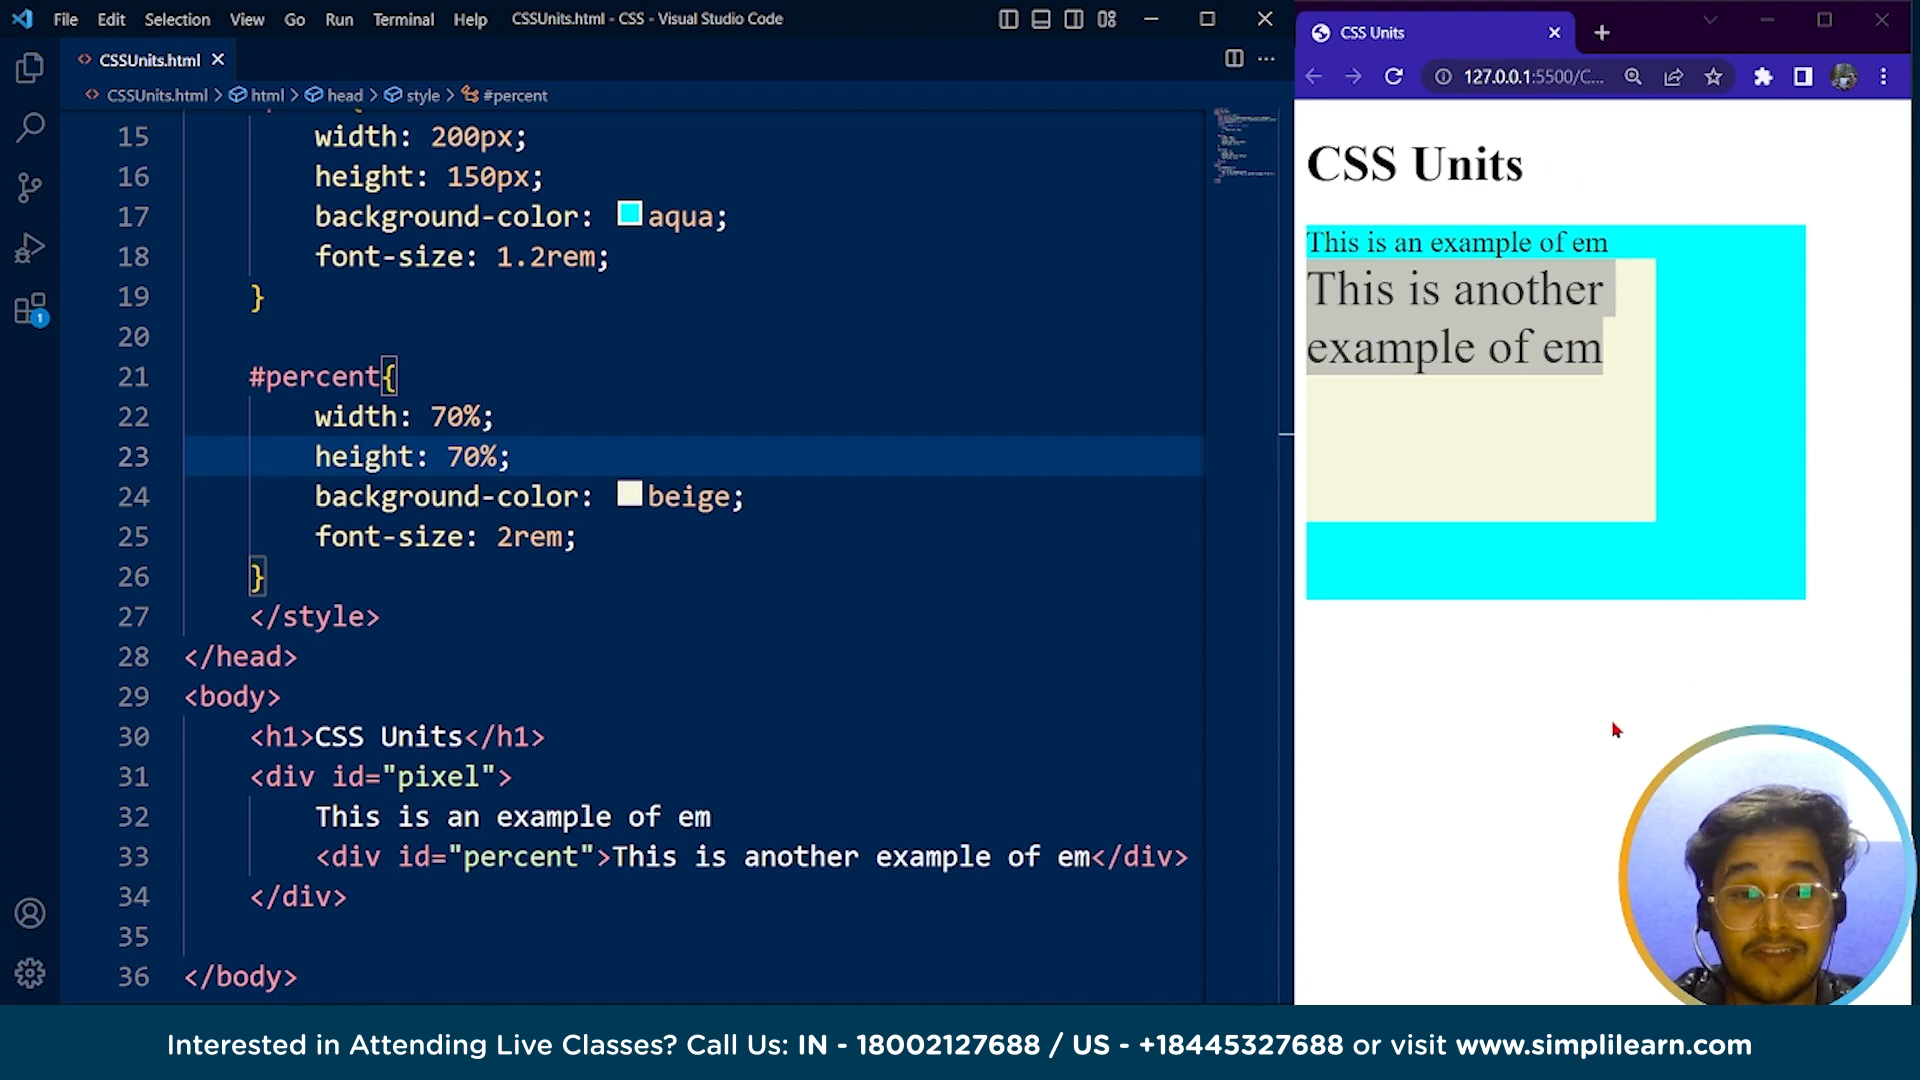 File Edit Selection View Go Run Terminal Help CSSUnits.html - CSS - Visual Studio Code
CSSUnits.html
CSSUnits.html > html > head > style > #percent
15 width: 200px;
16 height: 150px;
17 background-color: aqua;
18 font-size: 1.2rem;
19 }
20
21 #percent{
22 width: 70%;
23 height: 70%;
24 background-color: beige;
25 font-size: 2rem;
26 }
27 </style>
28 </head>
29 <body>
30 <h1>CSS Units</h1>
31 <div id="pixel">
32 This is an example of em
33 <div id="percent">This is another example of em</div>
34 </div>
35
36 </body>
1
CSS Units
127.0.0.1:5500/C...
CSS Units
This is an example of em
This is another
example of em
Interested in Attending Live Classes? Call Us: IN - 18002127688 / US - +18445327688 or visit www.simplilearn.com